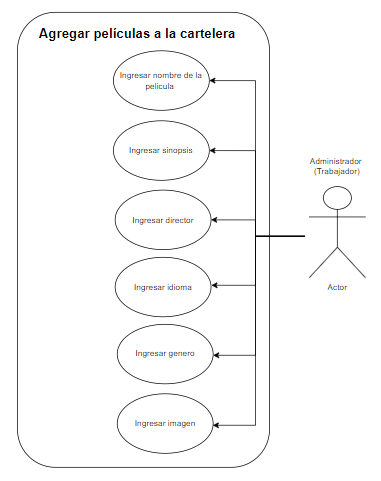 Agregar películas a la cartelera
Ingresar nombre de la
película
Ingresar sinopsis
Administrador
(Trabajador)
Ingresar director
Ingresar idioma
Actor
Ingresar genero
Ingresar imagen